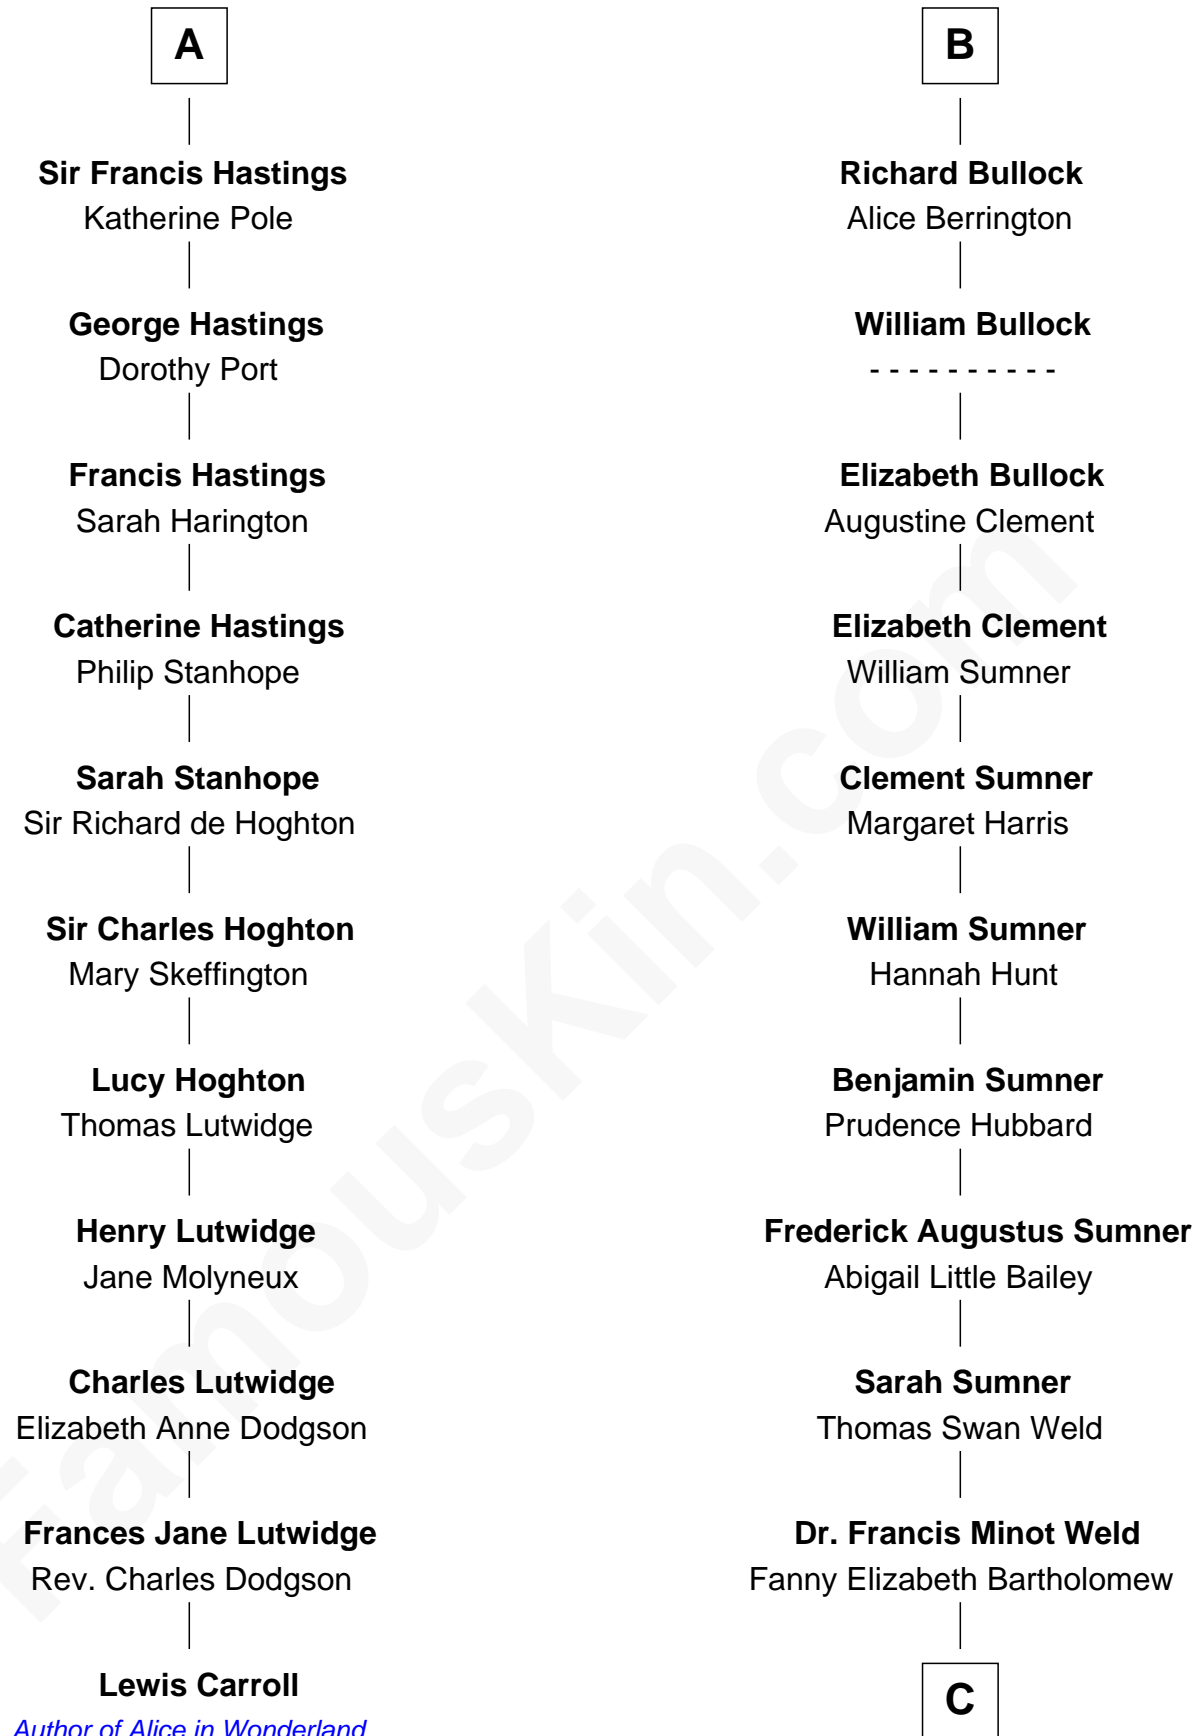 A
Sir Francis Hastings
Katherine Pole
George Hastings
Dorothy Port
Francis Hastings
Sarah Harington
Catherine Hastings
Philip Stanhope
Sarah Stanhope
Sir Richard de Hoghton
Sir Charles Hoghton
Mary Skeffington
Lucy Hoghton
Thomas Lutwidge
Henry Lutwidge
Jane Molyneux
Charles Lutwidge
Elizabeth Anne Dodgson
Frances Jane Lutwidge
Rev. Charles Dodgson
Lewis Carroll
Author of Alice in Wonderland
B
Richard Bullock
Alice Berrington
William Bullock
- - - - - - - - - -
Elizabeth Bullock
Augustine Clement
Elizabeth Clement
William Sumner
Clement Sumner
Margaret Harris
William Sumner
Hannah Hunt
Benjamin Sumner
Prudence Hubbard
Frederick Augustus Sumner
Abigail Little Bailey
Sarah Sumner
Thomas Swan Weld
Dr. Francis Minot Weld
Fanny Elizabeth Bartholomew
C
FamousKin.com